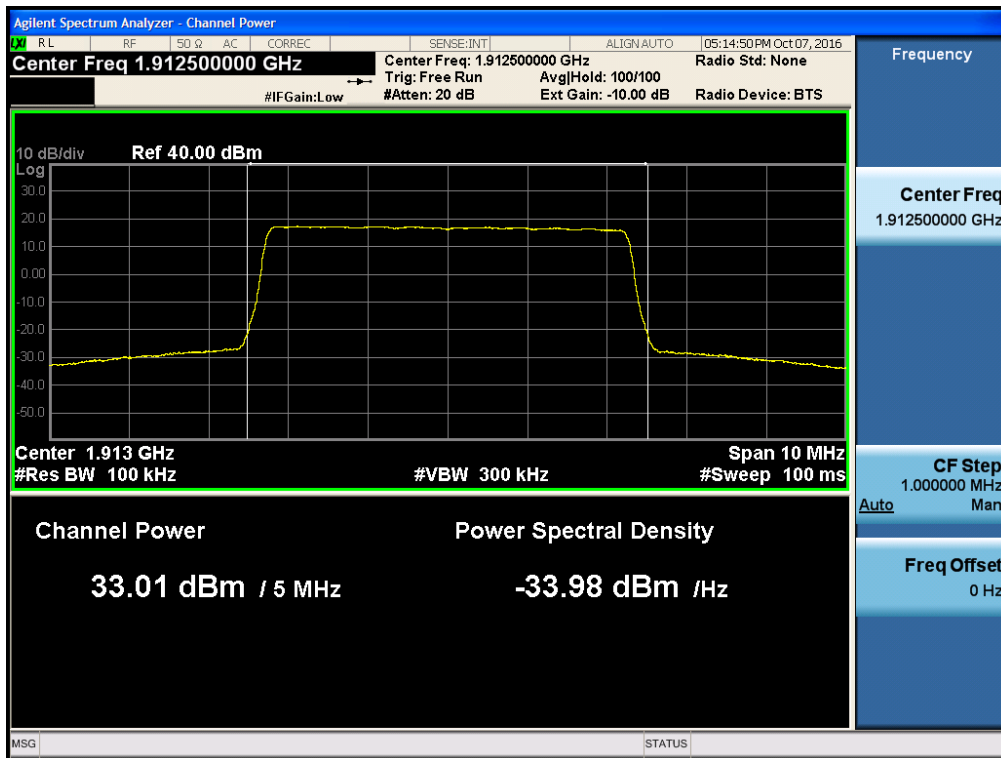 Agilent Spectrum Analyzer - Channel Power
LXI RL RF 50 Ω AC CORREC SENSE:INT ALIGN AUTO 05:14:50 PM Oct 07, 2016
Center Freq 1.912500000 GHz
Center Freq: 1.912500000 GHz Radio Std: None
Trig: Free Run Avg|Hold: 100/100
#IFGain:Low #Atten: 20 dB Ext Gain: -10.00 dB Radio Device: BTS
10 dB/div Ref 40.00 dBm
Log
30.0
20.0
10.0
0.00
-10.0
-20.0
-30.0
-40.0
-50.0
Center 1.913 GHz Span 10 MHz
#Res BW 100 kHz #VBW 300 kHz #Sweep 100 ms
Channel Power Power Spectral Density
33.01 dBm / 5 MHz -33.98 dBm /Hz
MSG STATUS
Frequency
Center Freq
1.912500000 GHz
CF Step
1.000000 MHz
Auto Man
Freq Offset
0 Hz